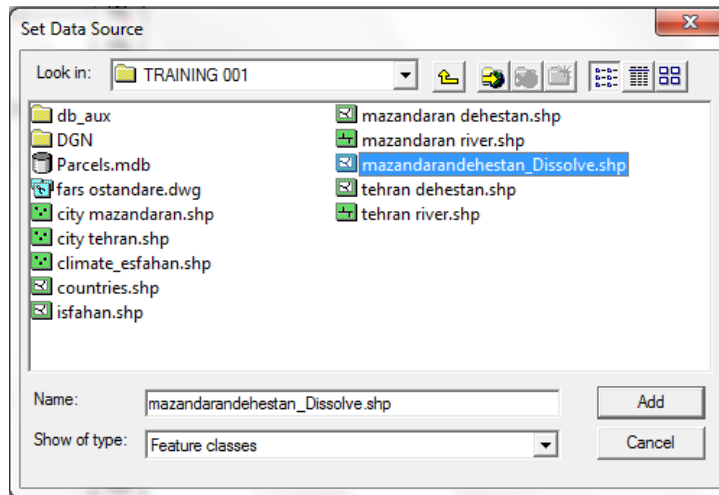 Set Data Source
Look in:
TRAINING 001
db_aux
DGN
Parcels.mdb
fars ostandare.dwg
city mazandaran.shp
city tehran.shp
climate_esfahan.shp
countries.shp
isfahan.shp
mazandaran dehestan.shp
mazandaran river.shp
mazandarandehestan_Dissolve.shp
tehran dehestan.shp
tehran river.shp
Name:
mazandarandehestan_Dissolve.shp
Add
Show of type:
Feature classes
Cancel